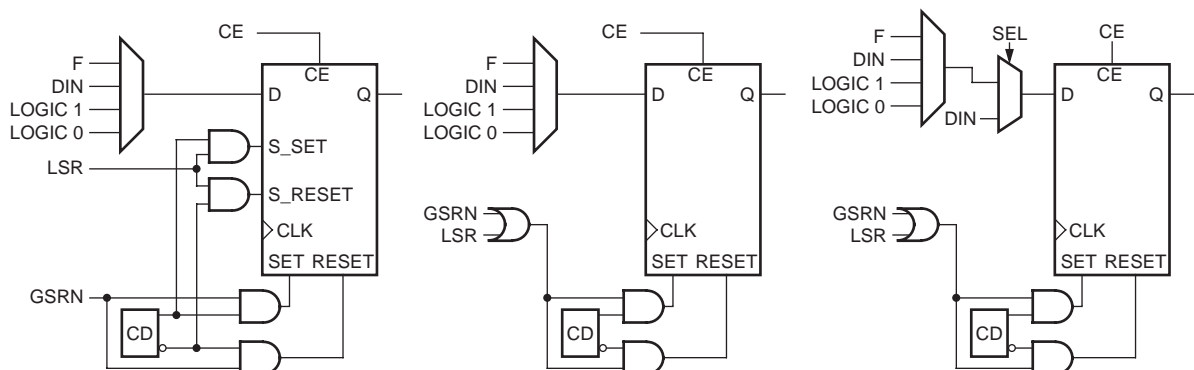 CE
F
DIN
LOGIC 1
LOGIC 0
CE
D
Q
LSR
S_SET
S_RESET
CLK
SET RESET
GSRN
CD
CE
F
DIN
LOGIC 1
LOGIC 0
CE
D
Q
GSRN
LSR
CLK
SET RESET
CD
F
DIN
LOGIC 1
LOGIC 0
SEL
DIN
CE
CE
D
Q
GSRN
LSR
CLK
SET RESET
CD